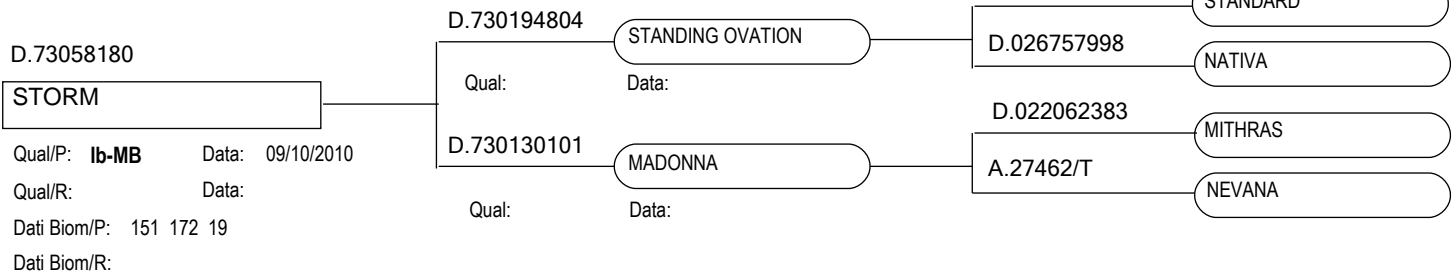 STANDARD
D.730194804
STANDING OVATION
D.026757998
D.73058180
NATIVA
Qual: Data:
STORM
D.022062383
MITHRAS
D.730130101
Qual/P: Ib-MB Data: 09/10/2010
MADONNA
A.27462/T
Qual/R: Data:
NEVANA
Qual: Data:
Dati Biom/P: 151 172 19
Dati Biom/R: